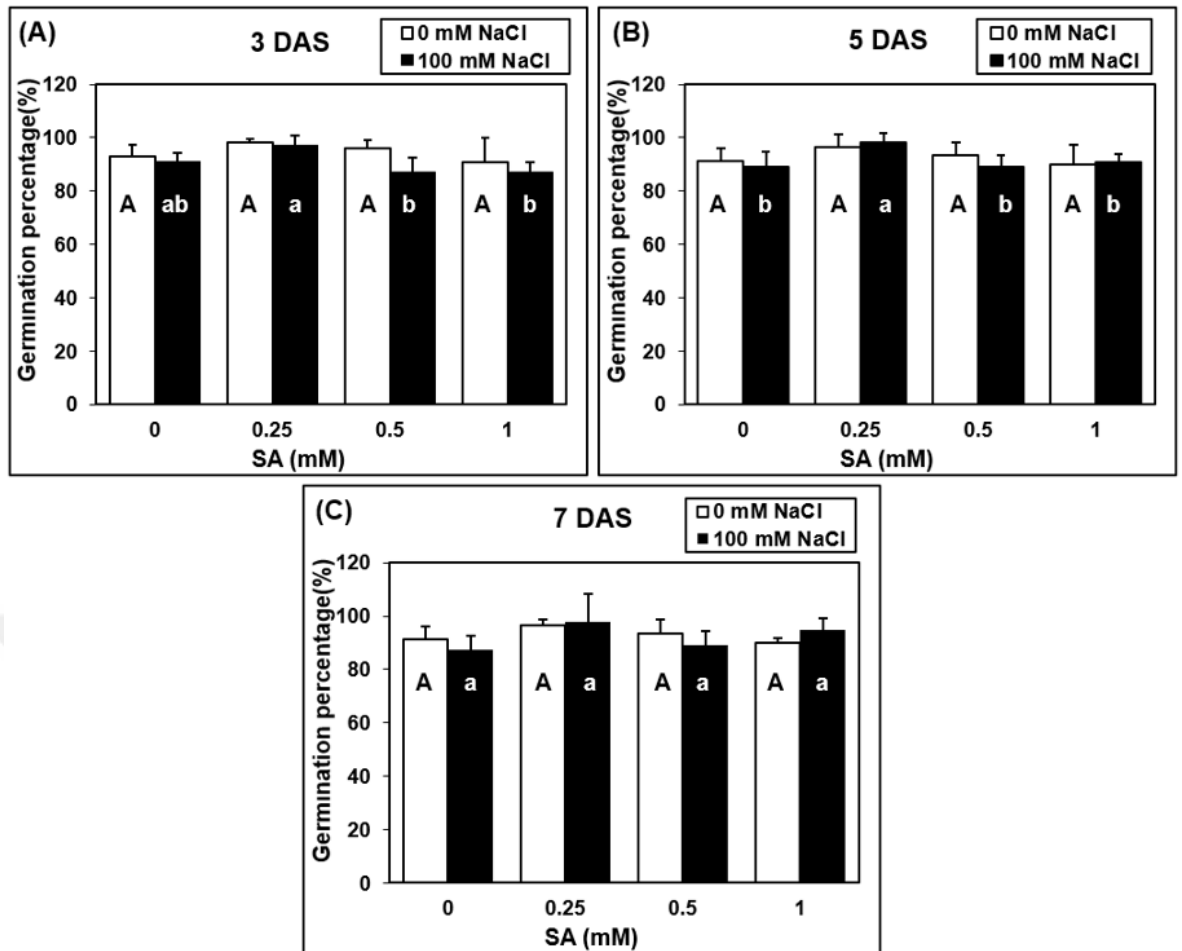 (A)
3 DAS
0 mM NaCl
100 mM NaCl
Germination percentage(%)
120
100
80
60
40
20
0
A ab A a A b A b
0 0.25 0.5 1
SA (mM)
(B)
5 DAS
0 mM NaCl
100 mM NaCl
Germination percentage(%)
120
100
80
60
40
20
0
A b A a A b A b
0 0.25 0.5 1
SA (mM)
(C)
7 DAS
0 mM NaCl
100 mM NaCl
Germination percentage(%)
120
100
80
60
40
20
0
A a A a A a A a
0 0.25 0.5 1
SA (mM)